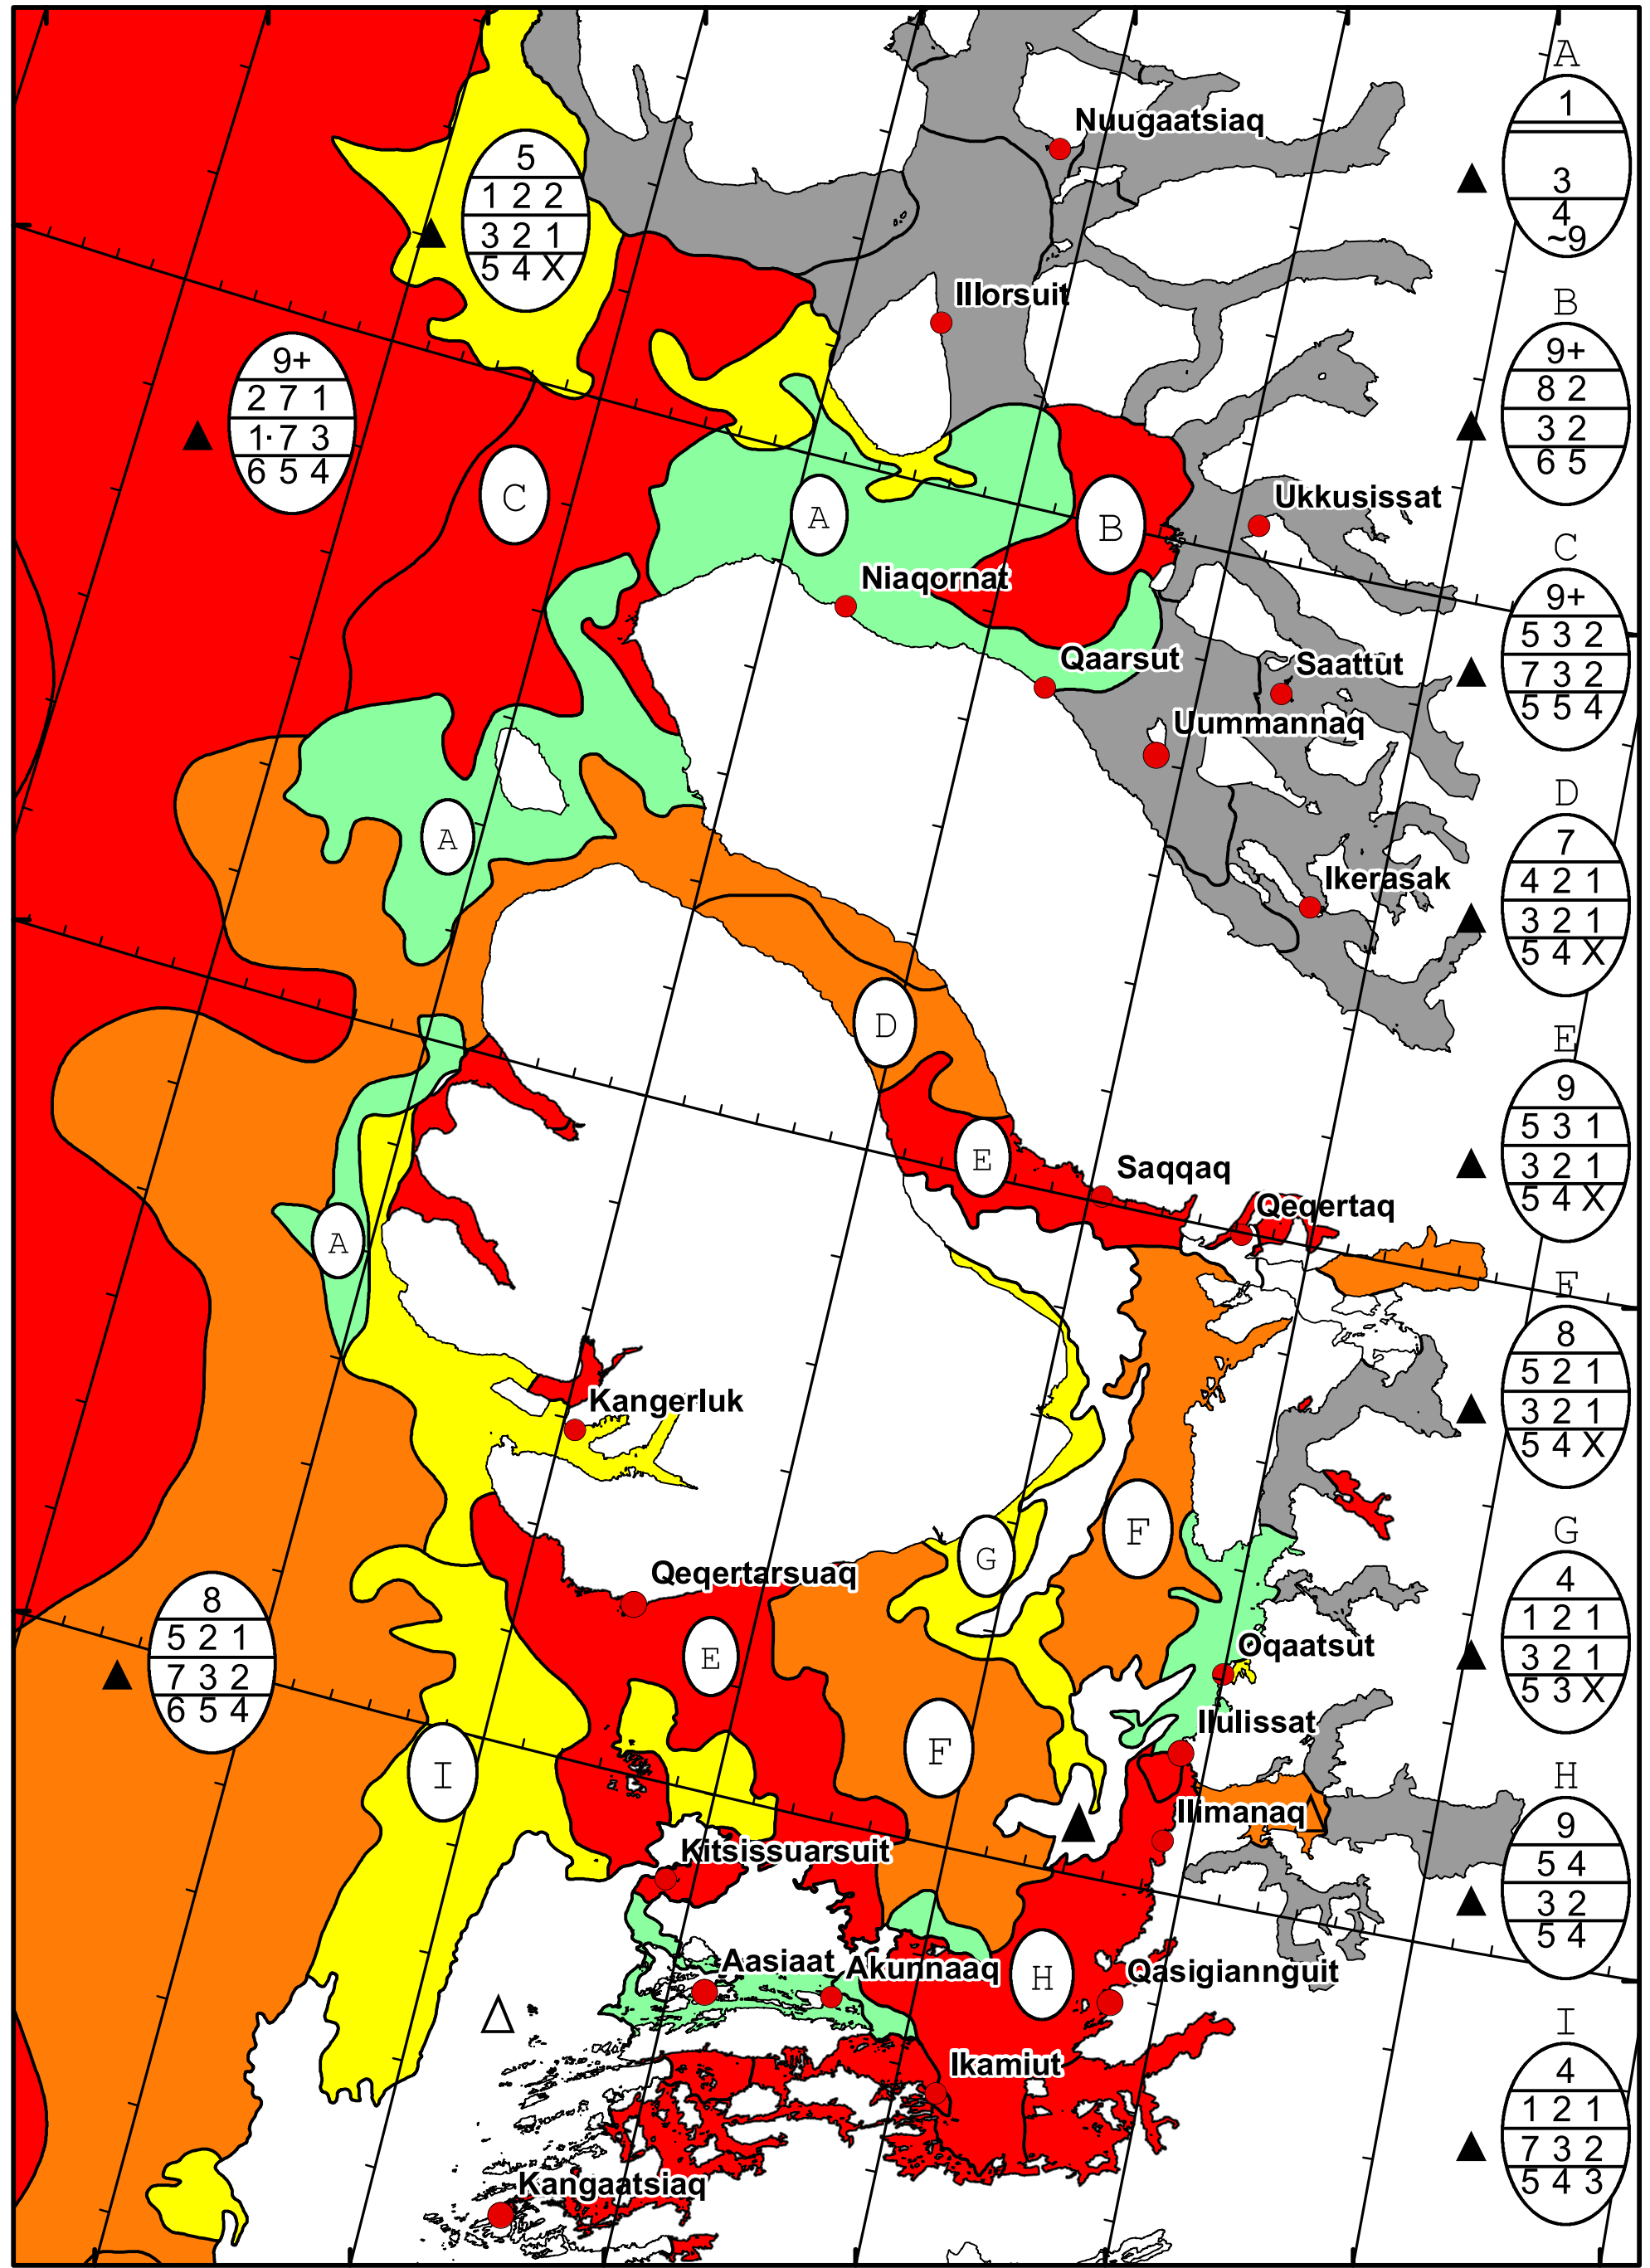 A
1
3
4
~9
Nuugaatsiaq
5
1 2 2
3 2 1
5 4 X
Illorsuit
B
9+
8 2
3 2
6 5
9+
2 7 1
1· 7 3
6 5 4
C
A
B
Ukkusissat
Niaqornat
C
9+
5 3 2
7 3 2
5 5 4
Qaarsut
Saattut
Uummannaq
A
D
7
4 2 1
3 2 1
5 4 X
Ikerasak
D
E
9
5 3 1
3 2 1
5 4 X
E
Saqqaq
Qeqertaq
A
F
8
5 2 1
3 2 1
5 4 X
Kangerluk
F
G
G
4
1 2 1
3 2 1
5 3 X
Qeqertarsuaq
8
5 2 1
7 3 2
6 5 4
E
Oqaatsut
F
Ilulissat
I
Ilimanaq
H
9
5 4
3 2
5 4
Kitsissuarsuit
Aasiaat
Akunnaaq
H
Qasigiannguit
Ikamiut
I
4
1 2 1
7 3 2
5 4 3
Kangaatsiaq